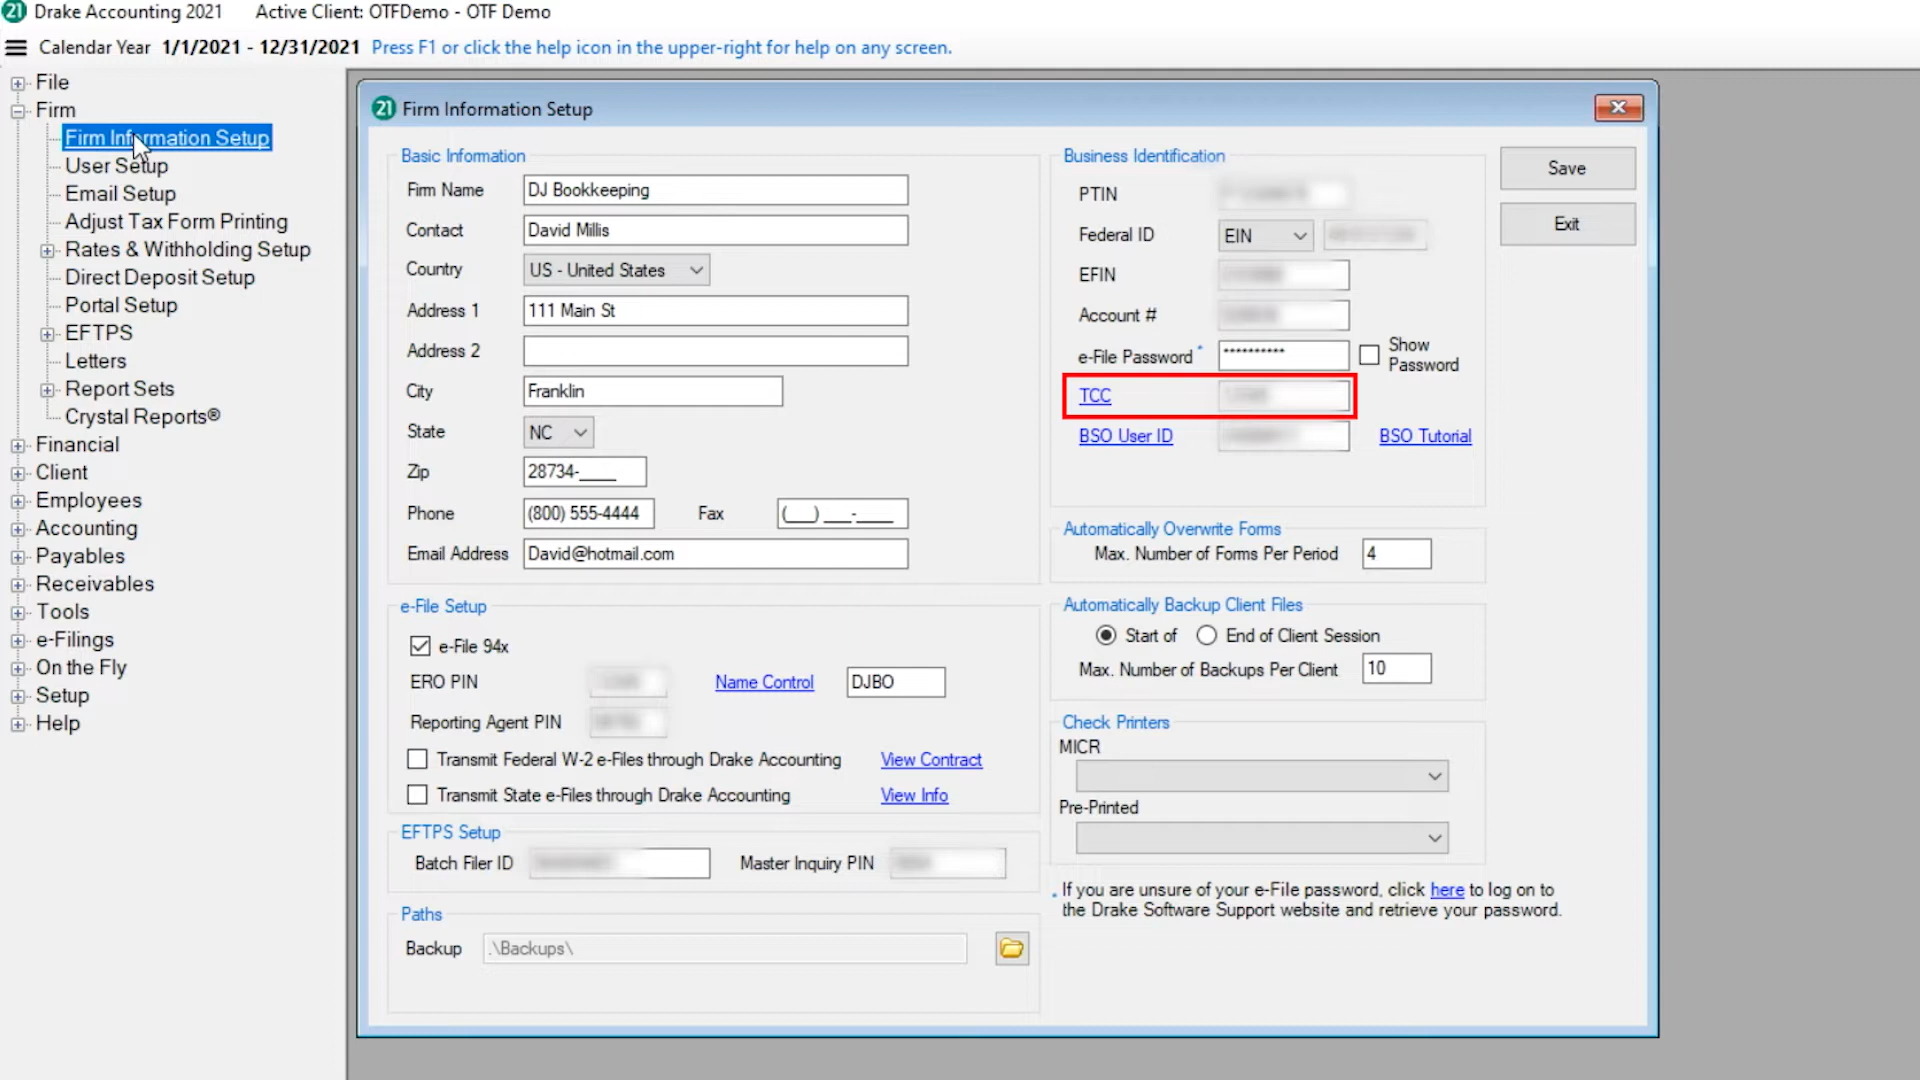 21 Drake Accounting 2021 Active Client: OTFDemo - OTF Demo
Calendar Year 1/1/2021 - 12/31/2021 Press F1 or click the help icon in the upper-right for help on any screen.
File
Firm
Firm Information Setup
User Setup
Email Setup
Adjust Tax Form Printing
Rates & Withholding Setup
Direct Deposit Setup
Portal Setup
EFTPS
Letters
Report Sets
Crystal Reports®
Financial
Client
Employees
Accounting
Payables
Receivables
Tools
e-Filings
On the Fly
Setup
Help
21 Firm Information Setup
Basic Information
Firm Name DJ Bookkeeping
Contact David Millis
Country US - United States
Address 1 111 Main St
Address 2
City Franklin
State NC
Zip 28734-____
Phone (800) 555-4444 Fax (___) ___-____
Email Address David@hotmail.com
e-File Setup
e-File 94x
ERO PIN Name Control DJBO
Reporting Agent PIN
Transmit Federal W-2 e-Files through Drake Accounting View Contract
Transmit State e-Files through Drake Accounting View Info
EFTPS Setup
Batch Filer ID Master Inquiry PIN
Paths
Backup .\Backups\
Business Identification
PTIN
Federal ID EIN
EFIN
Account #
e-File Password * ********** Show
Password
TCC
BSO User ID BSO Tutorial
Automatically Overwrite Forms
Max. Number of Forms Per Period 4
Automatically Backup Client Files
Start of End of Client Session
Max. Number of Backups Per Client 10
Check Printers
MICR
Pre-Printed
* If you are unsure of your e-File password, click here to log on to
the Drake Software Support website and retrieve your password.
Save
Exit